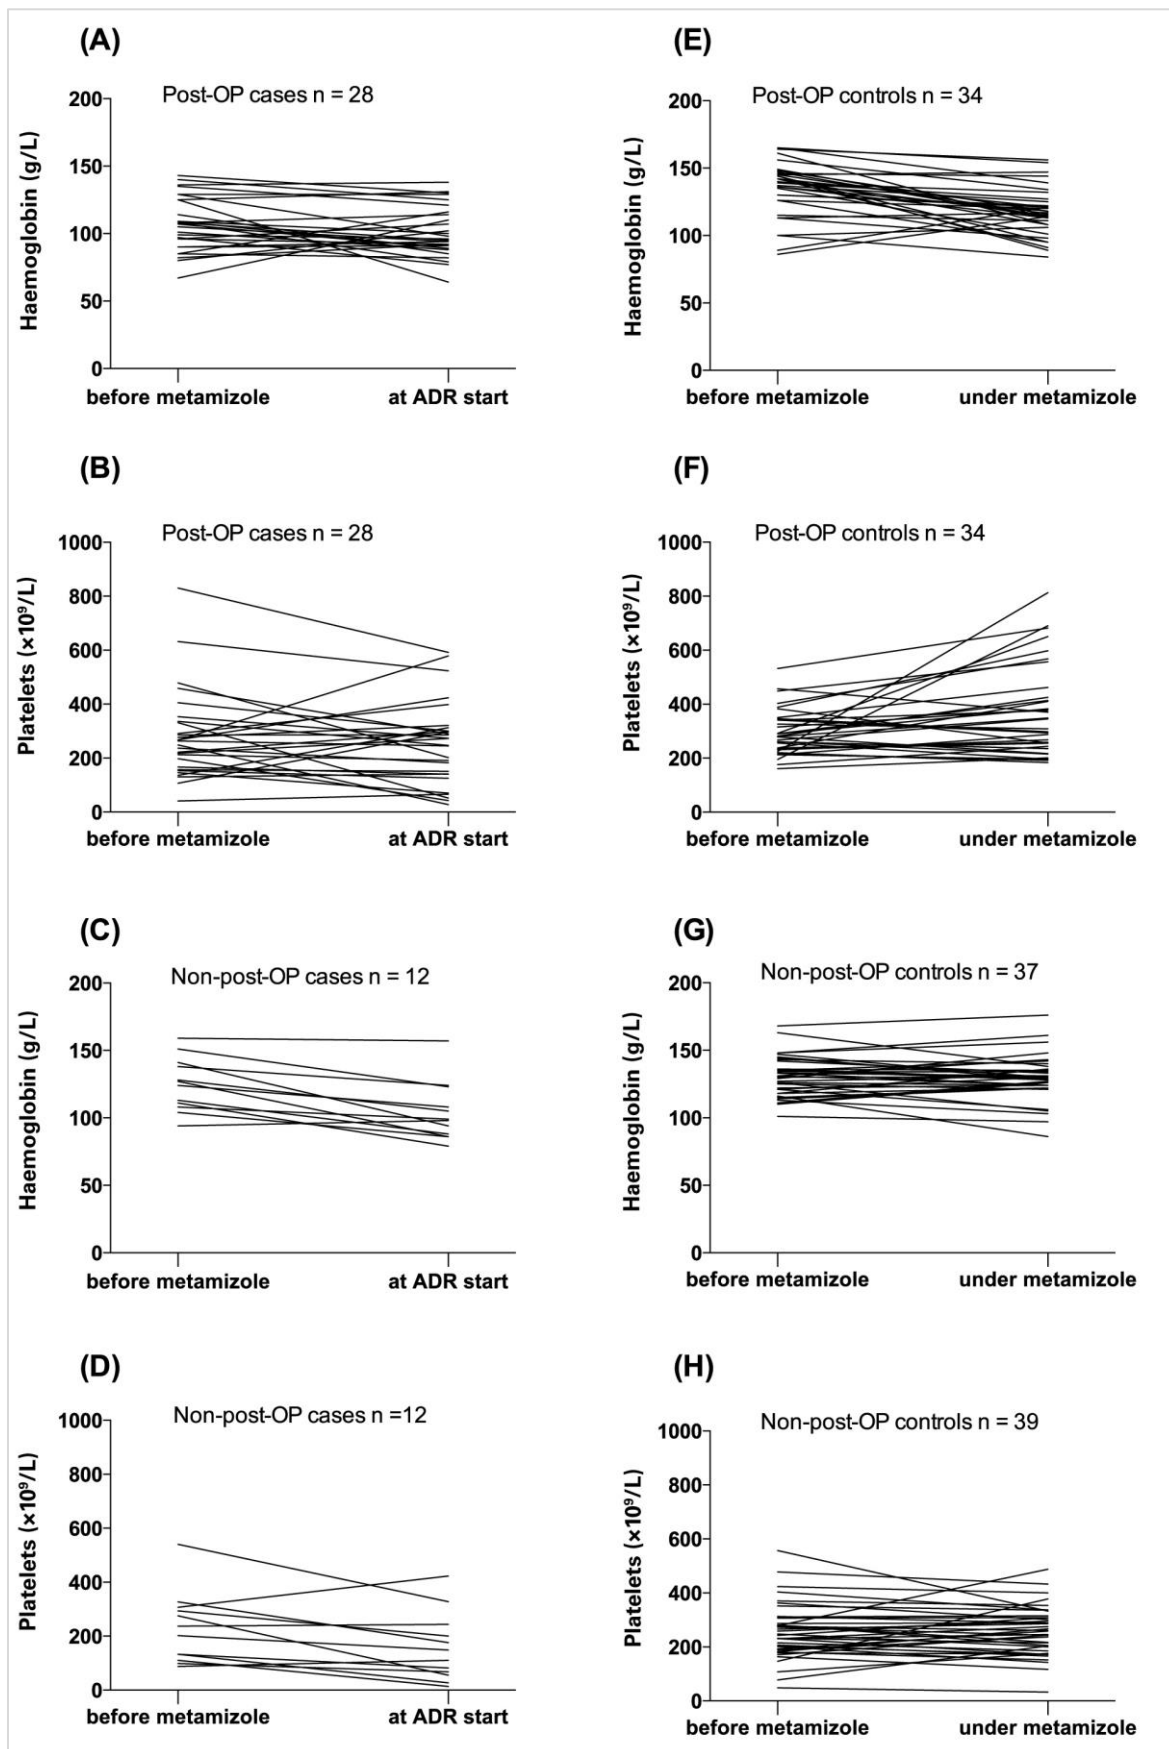 (A)
Post-OP cases n = 28
Haemoglobin (g/L)
200
150
100
50
0
before metamizole
at ADR start
(E)
Post-OP controls n = 34
Haemoglobin (g/L)
200
150
100
50
0
before metamizole
under metamizole
(B)
Post-OP cases n = 28
Platelets (×10⁹/L)
1000
800
600
400
200
0
before metamizole
at ADR start
(F)
Post-OP controls n = 34
Platelets (×10⁹/L)
1000
800
600
400
200
0
before metamizole
under metamizole
(C)
Non-post-OP cases n = 12
Haemoglobin (g/L)
200
150
100
50
0
before metamizole
at ADR start
(G)
Non-post-OP controls n = 37
Haemoglobin (g/L)
200
150
100
50
0
before metamizole
under metamizole
(D)
Non-post-OP cases n =12
Platelets (×10⁹/L)
1000
800
600
400
200
0
before metamizole
at ADR start
(H)
Non-post-OP controls n = 39
Platelets (×10⁹/L)
1000
800
600
400
200
0
before metamizole
under metamizole